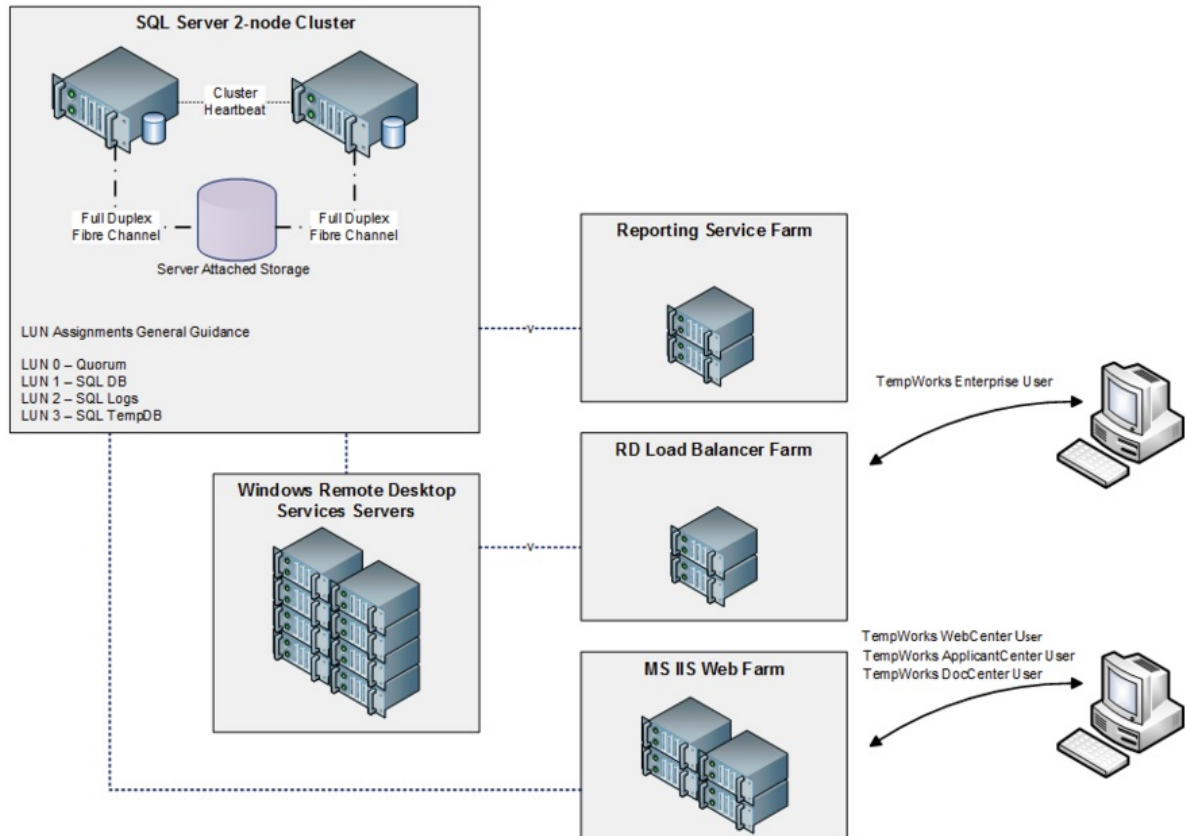 SQL Server 2-node Cluster
Cluster
Heartbeat
Full Duplex
Fibre Channel
Full Duplex
Fibre Channel
Server Attached Storage
LUN Assignments General Guidance
LUN 0 – Quorum
LUN 1 – SQL DB
LUN 2 – SQL Logs
LUN 3 – SQL TempDB
Reporting Service Farm
v
TempWorks Enterprise User
RD Load Balancer Farm
Windows Remote Desktop
Services Servers
v
TempWorks WebCenter User
TempWorks ApplicantCenter User
TempWorks DocCenter User
MS IIS Web Farm